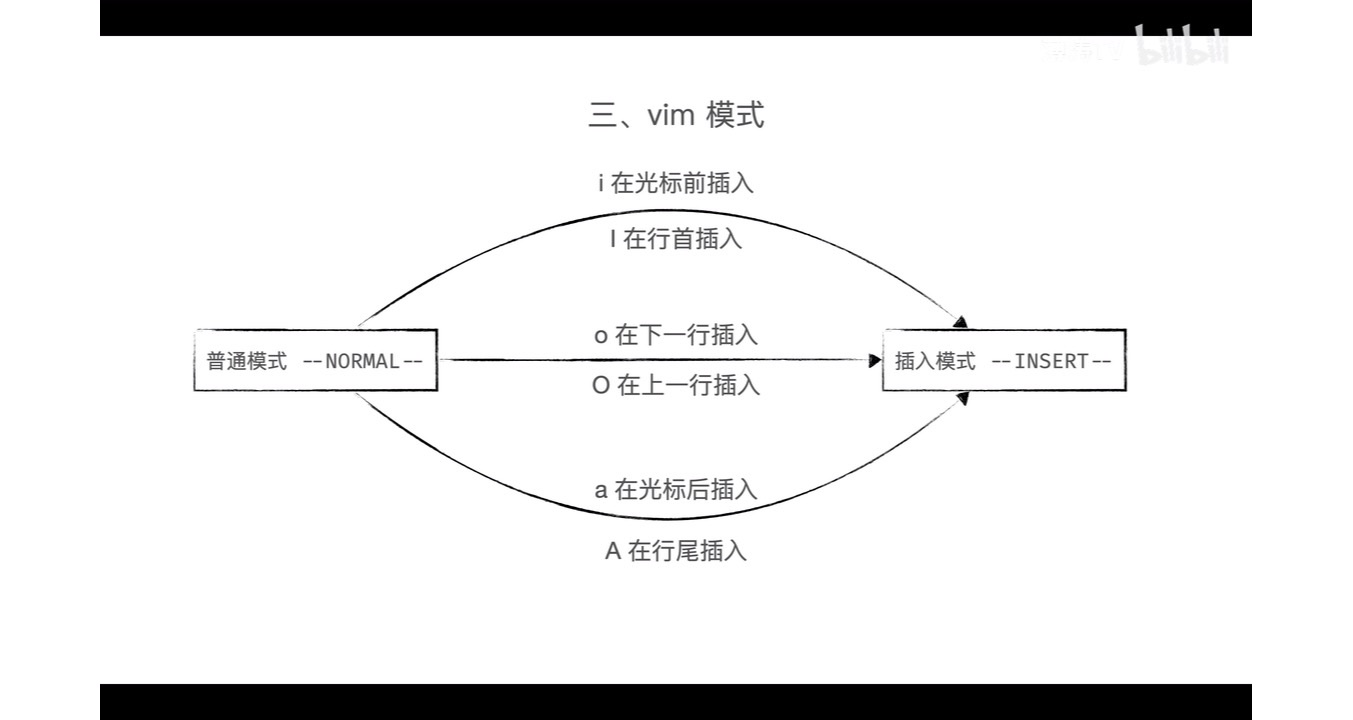 bilibili
三、vim 模式
i 在光标前插入
I 在行首插入
o 在下一行插入
普通模式 --NORMAL--
插入模式 --INSERT--
O 在上一行插入
a 在光标后插入
A 在行尾插入